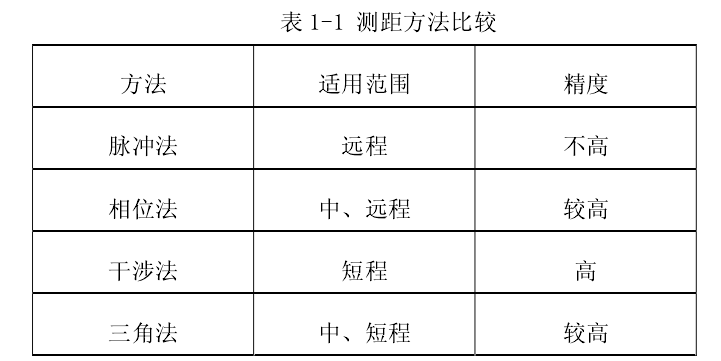 表 1-1 测距方法比较
方法 适用范围 精度
脉冲法 远程 不高
相位法 中、远程 较高
干涉法 短程 高
三角法 中、短程 较高